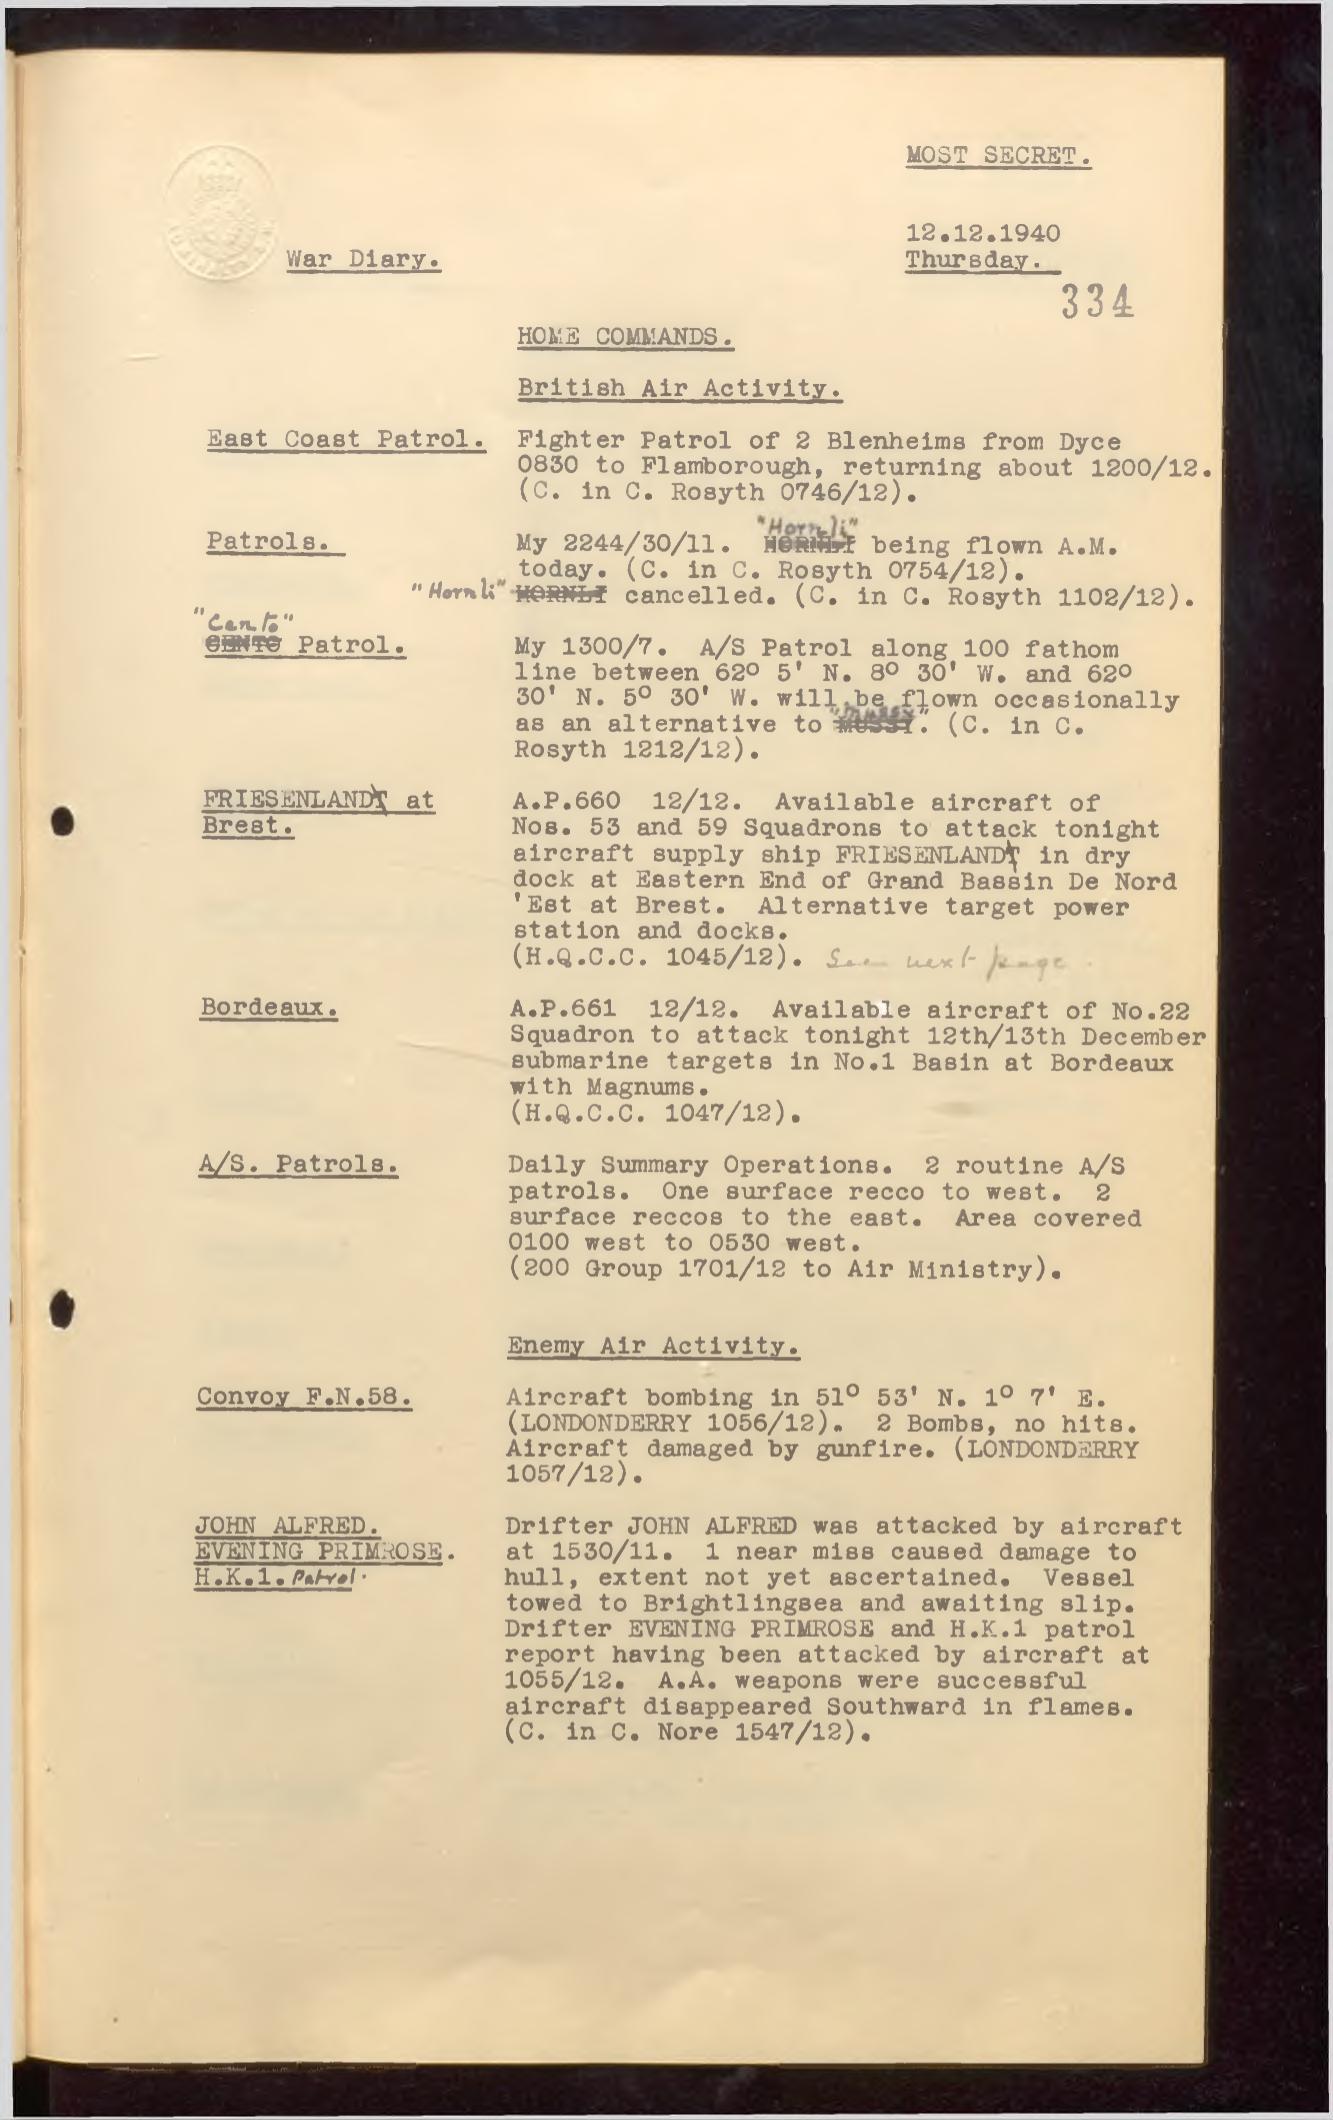 MOST SECRET.
12.12.1940
War Diary. Thursday.
334
HOME COMMANDS.
British Air Activity.
East Coast Patrol. Fighter Patrol of 2 Blenheims from Dyce
0830 to Flamborough, returning about 1200/12.
(C. in C. Rosyth 0746/12).
"Hornli"
Patrols. My 2244/30/11. HORNLI being flown A.M.
today. (C. in C. Rosyth 0754/12).
"Hornli" HORNLI cancelled. (C. in C. Rosyth 1102/12).
"Cento"
CENTO Patrol. My 1300/7. A/S Patrol along 100 fathom
line between 62° 5' N. 8° 30' W. and 62°
30' N. 5° 30' W. will be flown occasionally
"Mussy"
as an alternative to MUSSY". (C. in C.
Rosyth 1212/12).
FRIESENLAND at A.P.660 12/12. Available aircraft of
Brest. Nos. 53 and 59 Squadrons to attack tonight
aircraft supply ship FRIESENLAND in dry
dock at Eastern End of Grand Bassin De Nord
'Est at Brest. Alternative target power
station and docks.
(H.Q.C.C. 1045/12). See next page.
Bordeaux. A.P.661 12/12. Available aircraft of No.22
Squadron to attack tonight 12th/13th December
submarine targets in No.1 Basin at Bordeaux
with Magnums.
(H.Q.C.C. 1047/12).
A/S. Patrols. Daily Summary Operations. 2 routine A/S
patrols. One surface recco to west. 2
surface reccos to the east. Area covered
0100 west to 0530 west.
(200 Group 1701/12 to Air Ministry).
Enemy Air Activity.
Convoy F.N.58. Aircraft bombing in 51° 53' N. 1° 7' E.
(LONDONDERRY 1056/12). 2 Bombs, no hits.
Aircraft damaged by gunfire. (LONDONDERRY
1057/12).
JOHN ALFRED. Drifter JOHN ALFRED was attacked by aircraft
EVENING PRIMROSE. at 1530/11. 1 near miss caused damage to
H.K.1. Patrol. hull, extent not yet ascertained. Vessel
towed to Brightlingsea and awaiting slip.
Drifter EVENING PRIMROSE and H.K.1 patrol
report having been attacked by aircraft at
1055/12. A.A. weapons were successful
aircraft disappeared Southward in flames.
(C. in C. Nore 1547/12).